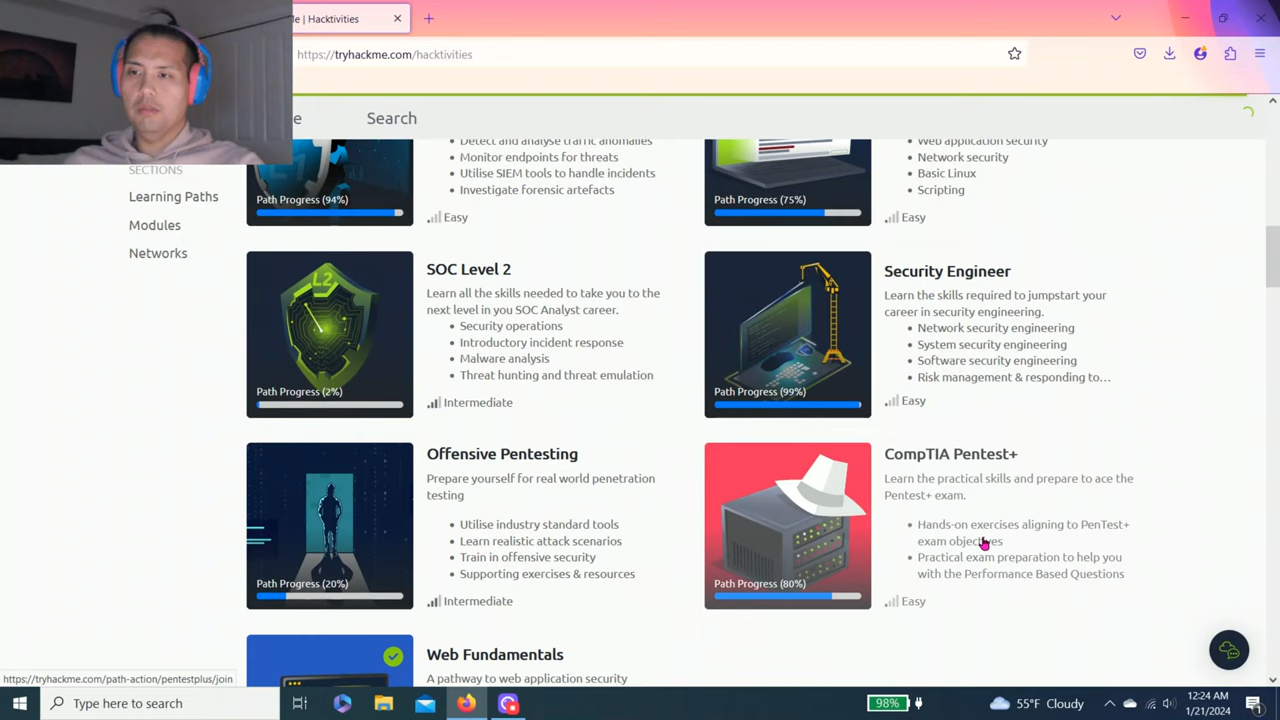 e | Hacktivities
https://tryhackme.com/hacktivities
e
Search
SECTIONS
Learning Paths
Modules
Networks
Detect and analyse traffic anomalies
Monitor endpoints for threats
Utilise SIEM tools to handle incidents
Investigate forensic artefacts
Path Progress (94%)
Easy
Web application security
Network security
Basic Linux
Scripting
Path Progress (75%)
Easy
L2
SOC Level 2
Learn all the skills needed to take you to the
next level in you SOC Analyst career.
Security operations
Introductory incident response
Malware analysis
Threat hunting and threat emulation
Path Progress (2%)
Intermediate
Security Engineer
Learn the skills required to jumpstart your
career in security engineering.
Network security engineering
System security engineering
Software security engineering
Risk management & responding to...
Path Progress (99%)
Easy
Offensive Pentesting
Prepare yourself for real world penetration
testing
Utilise industry standard tools
Learn realistic attack scenarios
Train in offensive security
Supporting exercises & resources
Path Progress (20%)
Intermediate
CompTIA Pentest+
Learn the practical skills and prepare to ace the
Pentest+ exam.
Hands-on exercises aligning to PenTest+
exam objectives
Practical exam preparation to help you
with the Performance Based Questions
Path Progress (80%)
Easy
Web Fundamentals
A pathway to web application security
https://tryhackme.com/path-action/pentestplus/join
Type here to search
98%
55°F Cloudy
12:24 AM
1/21/2024